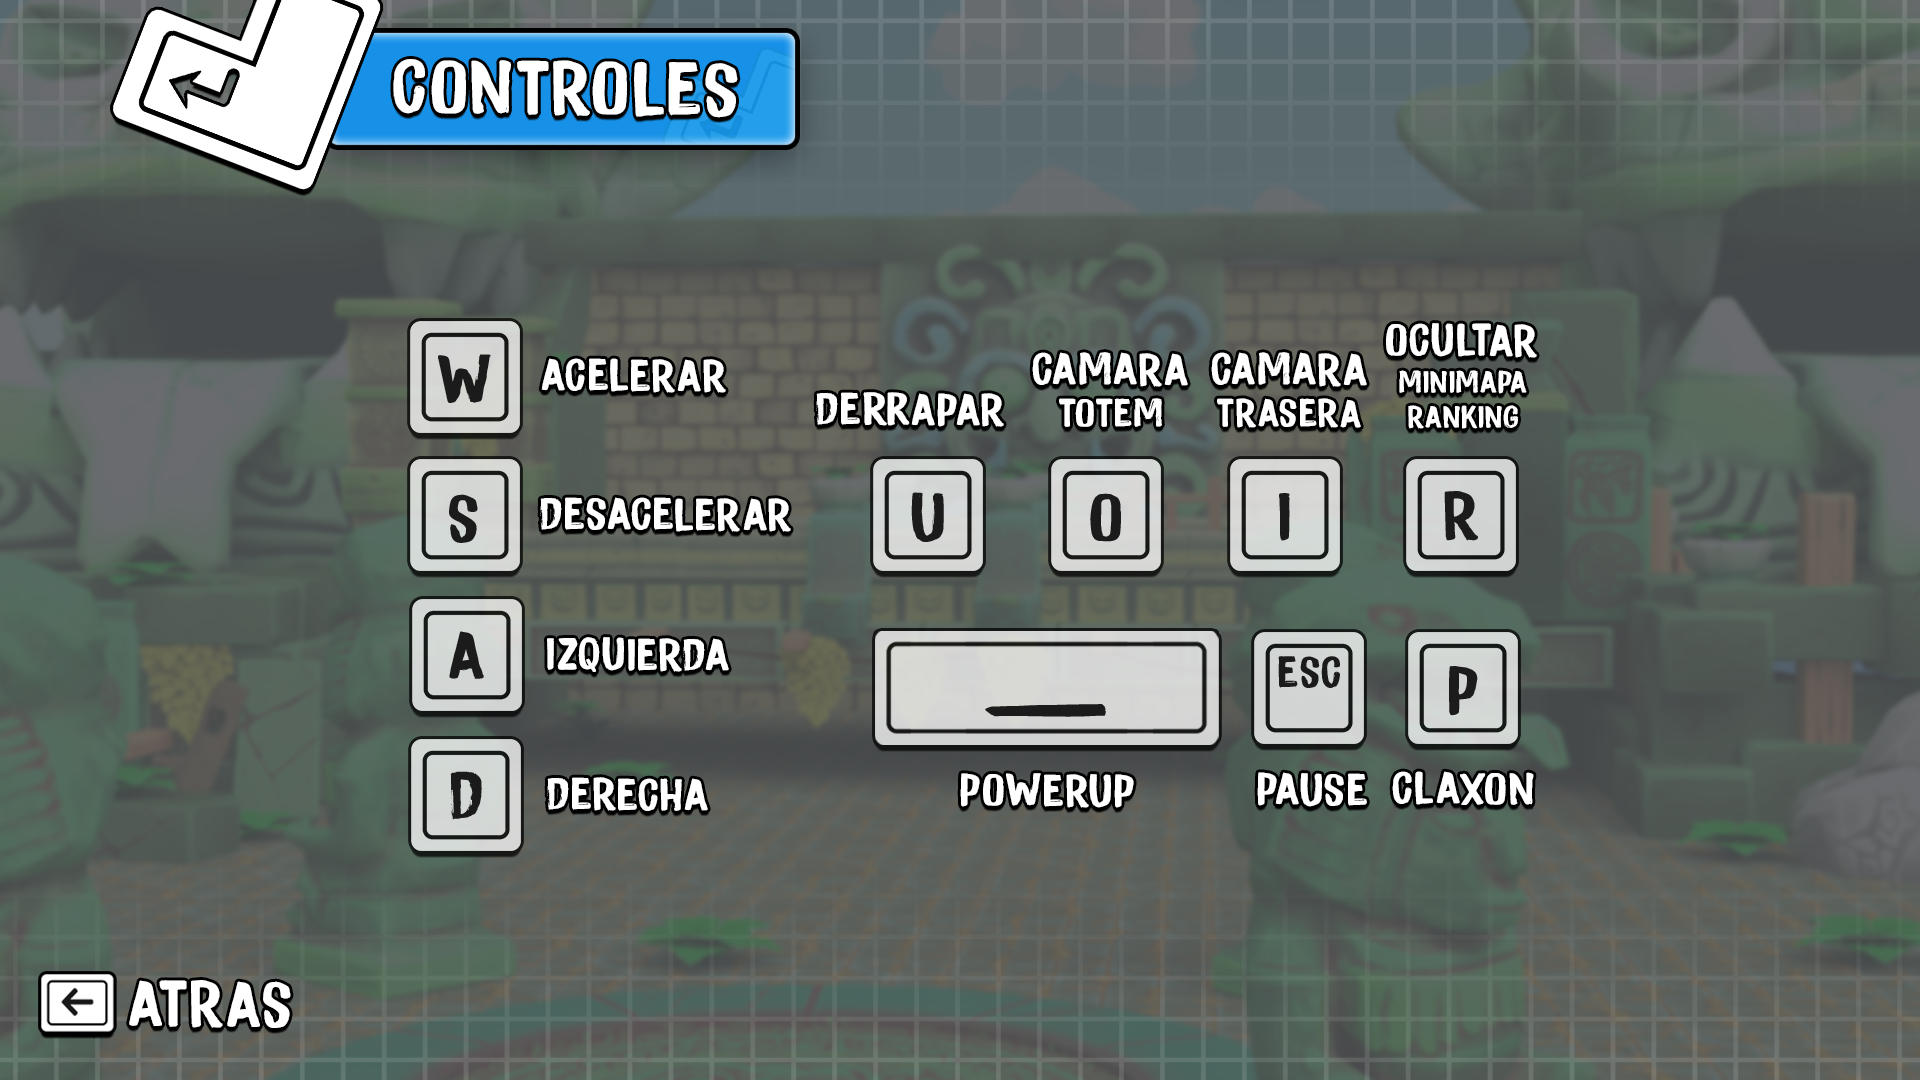 CONTROLES
W ACELERAR
S DESACELERAR
A IZQUIERDA
D DERECHA
DERRAPAR
U
CAMARA
TOTEM
O
CAMARA
TRASERA
I
OCULTAR
MINIMAPA
RANKING
R
POWERUP
ESC
PAUSE
P
CLAXON
ATRAS